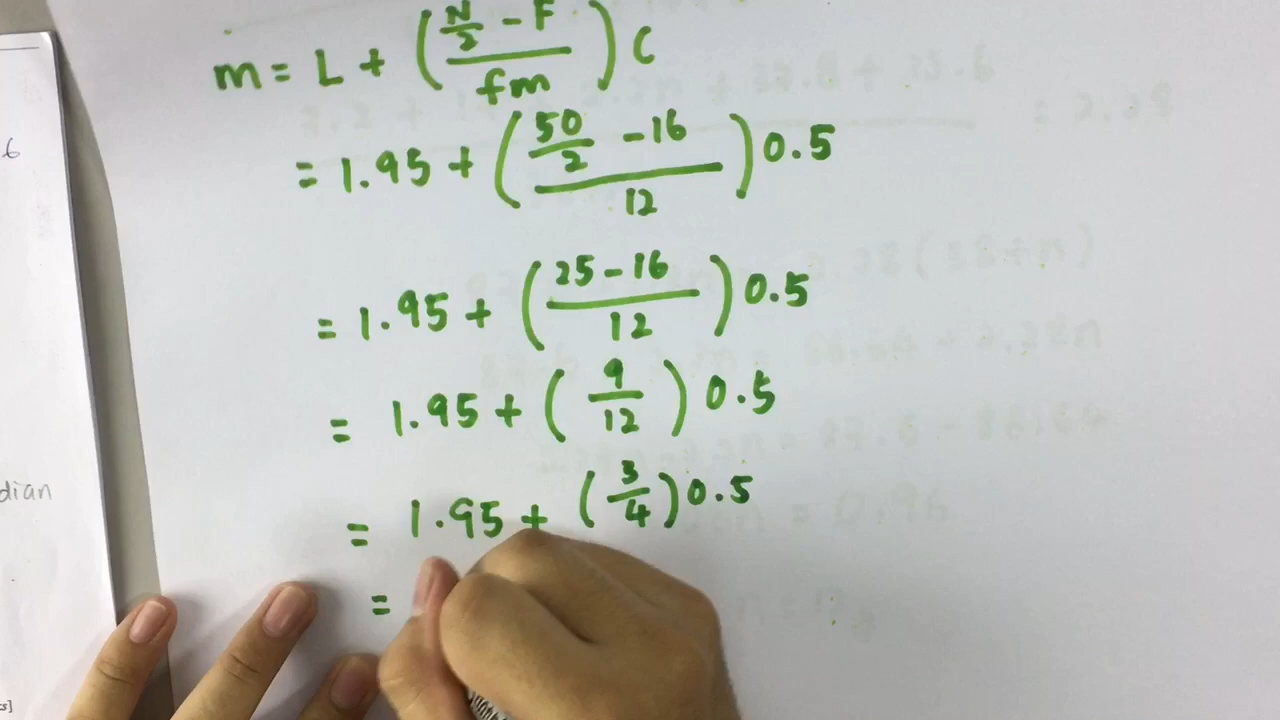 m = L + ( (N/2 - F) / fm ) C
= 1.95 + ( (50/2 - 16) / 12 ) 0.5
= 1.95 + ( (25 - 16) / 12 ) 0.5
= 1.95 + ( 9/12 ) 0.5
= 1.95 + ( 3/4 ) 0.5
=
6
dian